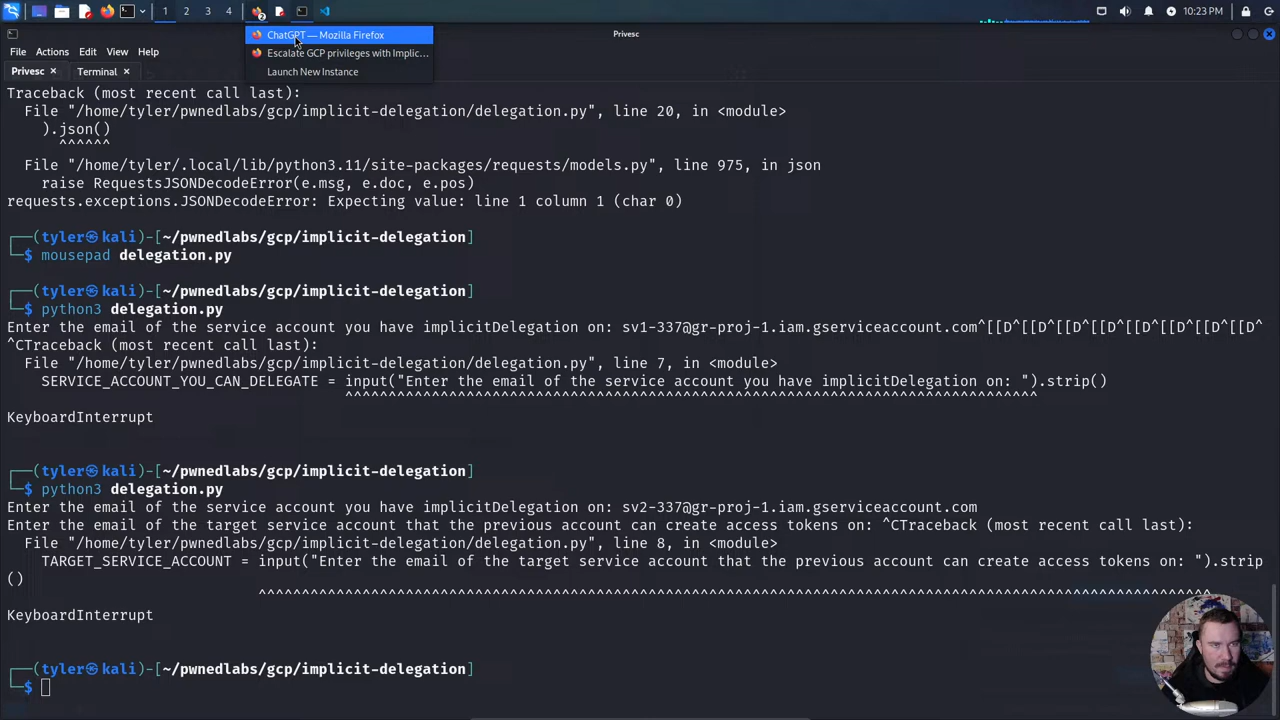 1 2 3 4
2
10:23 PM
ChatGPT — Mozilla Firefox
Escalate GCP privileges with Implic...
Launch New Instance
Privesc
File Actions Edit View Help
Privesc × Terminal ×
Traceback (most recent call last):
File "/home/tyler/pwnedlabs/gcp/implicit-delegation/delegation.py", line 20, in <module>
).json()
^^^^^^
File "/home/tyler/.local/lib/python3.11/site-packages/requests/models.py", line 975, in json
raise RequestsJSONDecodeError(e.msg, e.doc, e.pos)
requests.exceptions.JSONDecodeError: Expecting value: line 1 column 1 (char 0)
┌──(tyler㉿kali)-[~/pwnedlabs/gcp/implicit-delegation]
└─$ mousepad delegation.py
┌──(tyler㉿kali)-[~/pwnedlabs/gcp/implicit-delegation]
└─$ python3 delegation.py
Enter the email of the service account you have implicitDelegation on: sv1-337@gr-proj-1.iam.gserviceaccount.com^[[D^[[D^[[D^[[D^[[D^[[D^[[D^[[D^
^CTraceback (most recent call last):
File "/home/tyler/pwnedlabs/gcp/implicit-delegation/delegation.py", line 7, in <module>
SERVICE_ACCOUNT_YOU_CAN_DELEGATE = input("Enter the email of the service account you have implicitDelegation on: ").strip()
^^^^^^^^^^^^^^^^^^^^^^^^^^^^^^^^^^^^^^^^^^^^^^^^^^^^^^^^^^^^^^^^^^^^^^^^^^^^^^^^
KeyboardInterrupt
┌──(tyler㉿kali)-[~/pwnedlabs/gcp/implicit-delegation]
└─$ python3 delegation.py
Enter the email of the service account you have implicitDelegation on: sv2-337@gr-proj-1.iam.gserviceaccount.com
Enter the email of the target service account that the previous account can create access tokens on: ^CTraceback (most recent call last):
File "/home/tyler/pwnedlabs/gcp/implicit-delegation/delegation.py", line 8, in <module>
TARGET_SERVICE_ACCOUNT = input("Enter the email of the target service account that the previous account can create access tokens on: ").strip
()
^^^^^^^^^^^^^^^^^^^^^^^^^^^^^^^^^^^^^^^^^^^^^^^^^^^^^^^^^^^^^^^^^^^^^^^^^^^^^^^^^^^^^^^^^^^^^^^^^^^^^^^^^^^^^^^^^^
KeyboardInterrupt
┌──(tyler㉿kali)-[~/pwnedlabs/gcp/implicit-delegation]
└─$